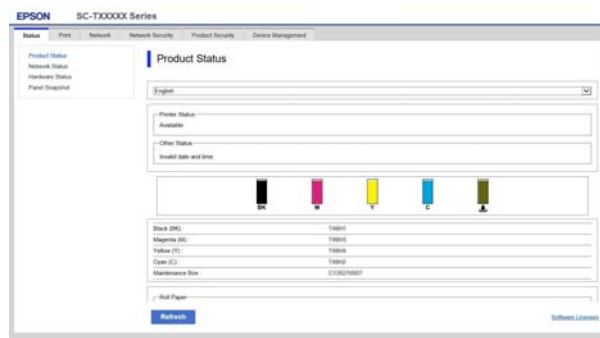 EPSON SC-TXXXXX Series
Status Print Network Network Security Product Security Device Management
Product Status
Network Status
Hardware Status
Panel Snapshot
Product Status
English
Printer Status
Available
Other Status
Invalid date and time.
BK M Y C
Black (BK) :
Magenta (M) :
Yellow (Y) :
Cyan (C) :
Maintenance Box :
Roll Paper
Refresh
Software Licenses